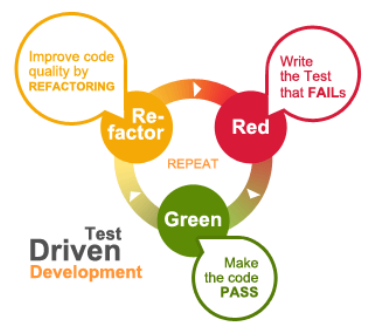 Improve code
quality by
REFACTORING
Write
the Test
that FAILs
Re-
factor
Red
REPEAT
Green
Test
Driven
Development
Make
the code
PASS